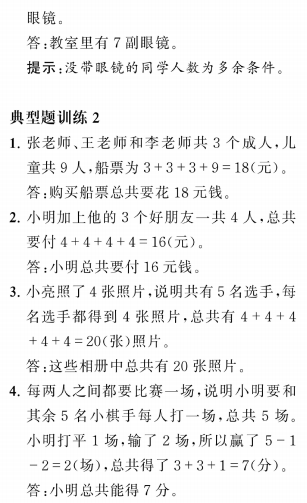 眼镜。
答:教室里有7副眼镜。
提示:没带眼镜的同学人数为多余条件。
典型题训练2
1. 张老师、王老师和李老师共3个成人,儿
童共9人,船票为3+3+3+9=18(元)。
答:购买船票总共要花18元钱。
2. 小明加上他的3个好朋友一共4人,总共
要付4+4+4+4=16(元)。
答:小明总共要付16元钱。
3. 小亮照了4张照片,说明共有5名选手,每
名选手都得到4张照片,总共有4+4+4
+4+4=20(张)照片。
答:这些相册中总共有20张照片。
4. 每两人之间都要比赛一场,说明小明要和
其余5名小棋手每人打一场,总共5场。
小明打平1场,输了2场,所以赢了5-1
-2=2(场),总共得了3+3+1=7(分)。
答:小明总共能得7分。